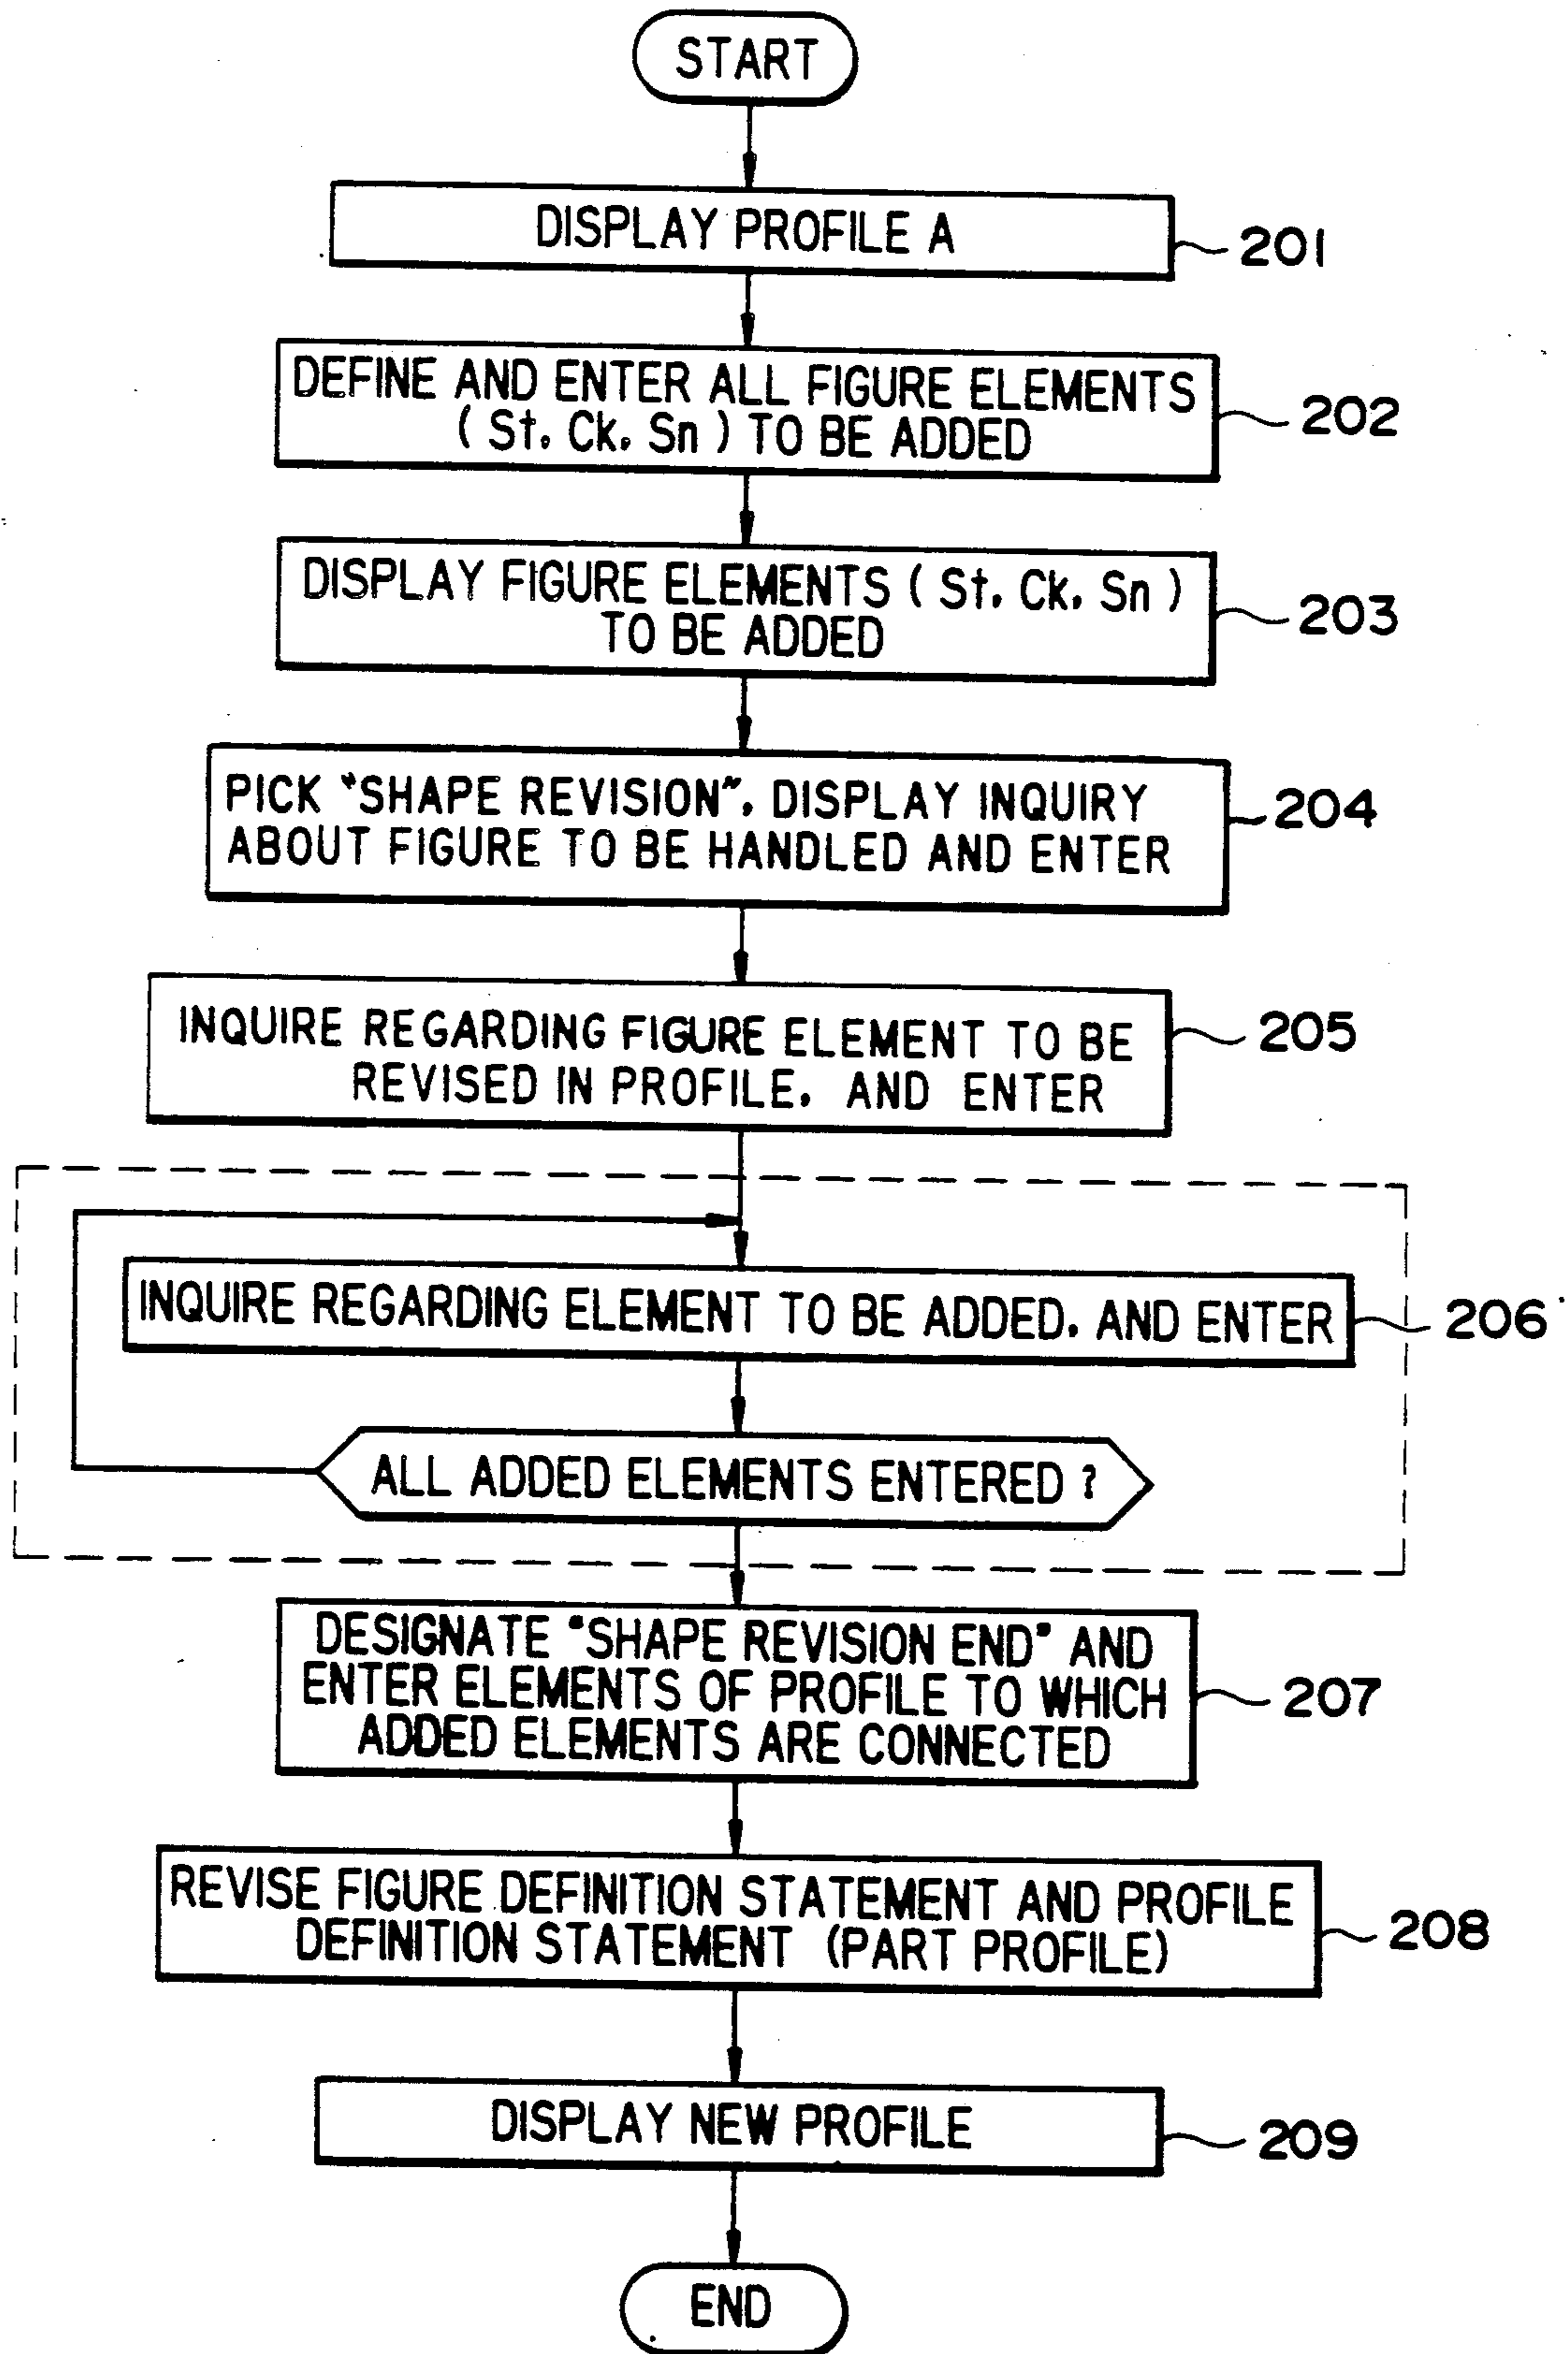 START
DISPLAY PROFILE A
201
DEFINE AND ENTER ALL FIGURE ELEMENTS
( St. Ck. Sn ) TO BE ADDED
202
DISPLAY FIGURE ELEMENTS ( St. Ck. Sn )
TO BE ADDED
203
PICK "SHAPE REVISION". DISPLAY INQUIRY
ABOUT FIGURE TO BE HANDLED AND ENTER
204
INQUIRE REGARDING FIGURE ELEMENT TO BE
REVISED IN PROFILE. AND ENTER
205
INQUIRE REGARDING ELEMENT TO BE ADDED. AND ENTER
206
ALL ADDED ELEMENTS ENTERED ?
DESIGNATE "SHAPE REVISION END" AND
ENTER ELEMENTS OF PROFILE TO WHICH
ADDED ELEMENTS ARE CONNECTED
207
REVISE FIGURE DEFINITION STATEMENT AND PROFILE
DEFINITION STATEMENT (PART PROFILE)
208
DISPLAY NEW PROFILE
209
END